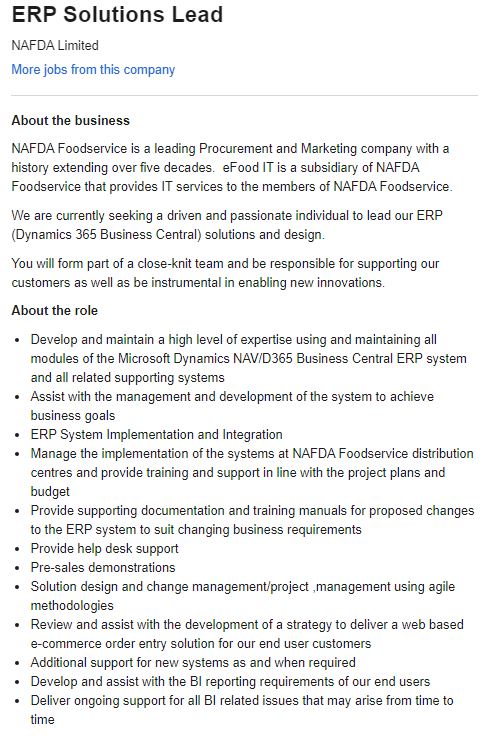 ERP Solutions Lead
NAFDA Limited
More jobs from this company
About the business
NAFDA Foodservice is a leading Procurement and Marketing company with a
history extending over five decades.  eFood IT is a subsidiary of NAFDA
Foodservice that provides IT services to the members of NAFDA Foodservice.
We are currently seeking a driven and passionate individual to lead our ERP
(Dynamics 365 Business Central) solutions and design.
You will form part of a close-knit team and be responsible for supporting our
customers as well as be instrumental in enabling new innovations.
About the role
• Develop and maintain a high level of expertise using and maintaining all
modules of the Microsoft Dynamics NAV/D365 Business Central ERP system
and all related supporting systems
• Assist with the management and development of the system to achieve
business goals
• ERP System Implementation and Integration
• Manage the implementation of the systems at NAFDA Foodservice distribution
centres and provide training and support in line with the project plans and
budget
• Provide supporting documentation and training manuals for proposed changes
to the ERP system to suit changing business requirements
• Provide help desk support
• Pre-sales demonstrations
• Solution design and change management/project ,management using agile
methodologies
• Review and assist with the development of a strategy to deliver a web based
e-commerce order entry solution for our end user customers
• Additional support for new systems as and when required
• Develop and assist with the BI reporting requirements of our end users
• Deliver ongoing support for all BI related issues that may arise from time to
time